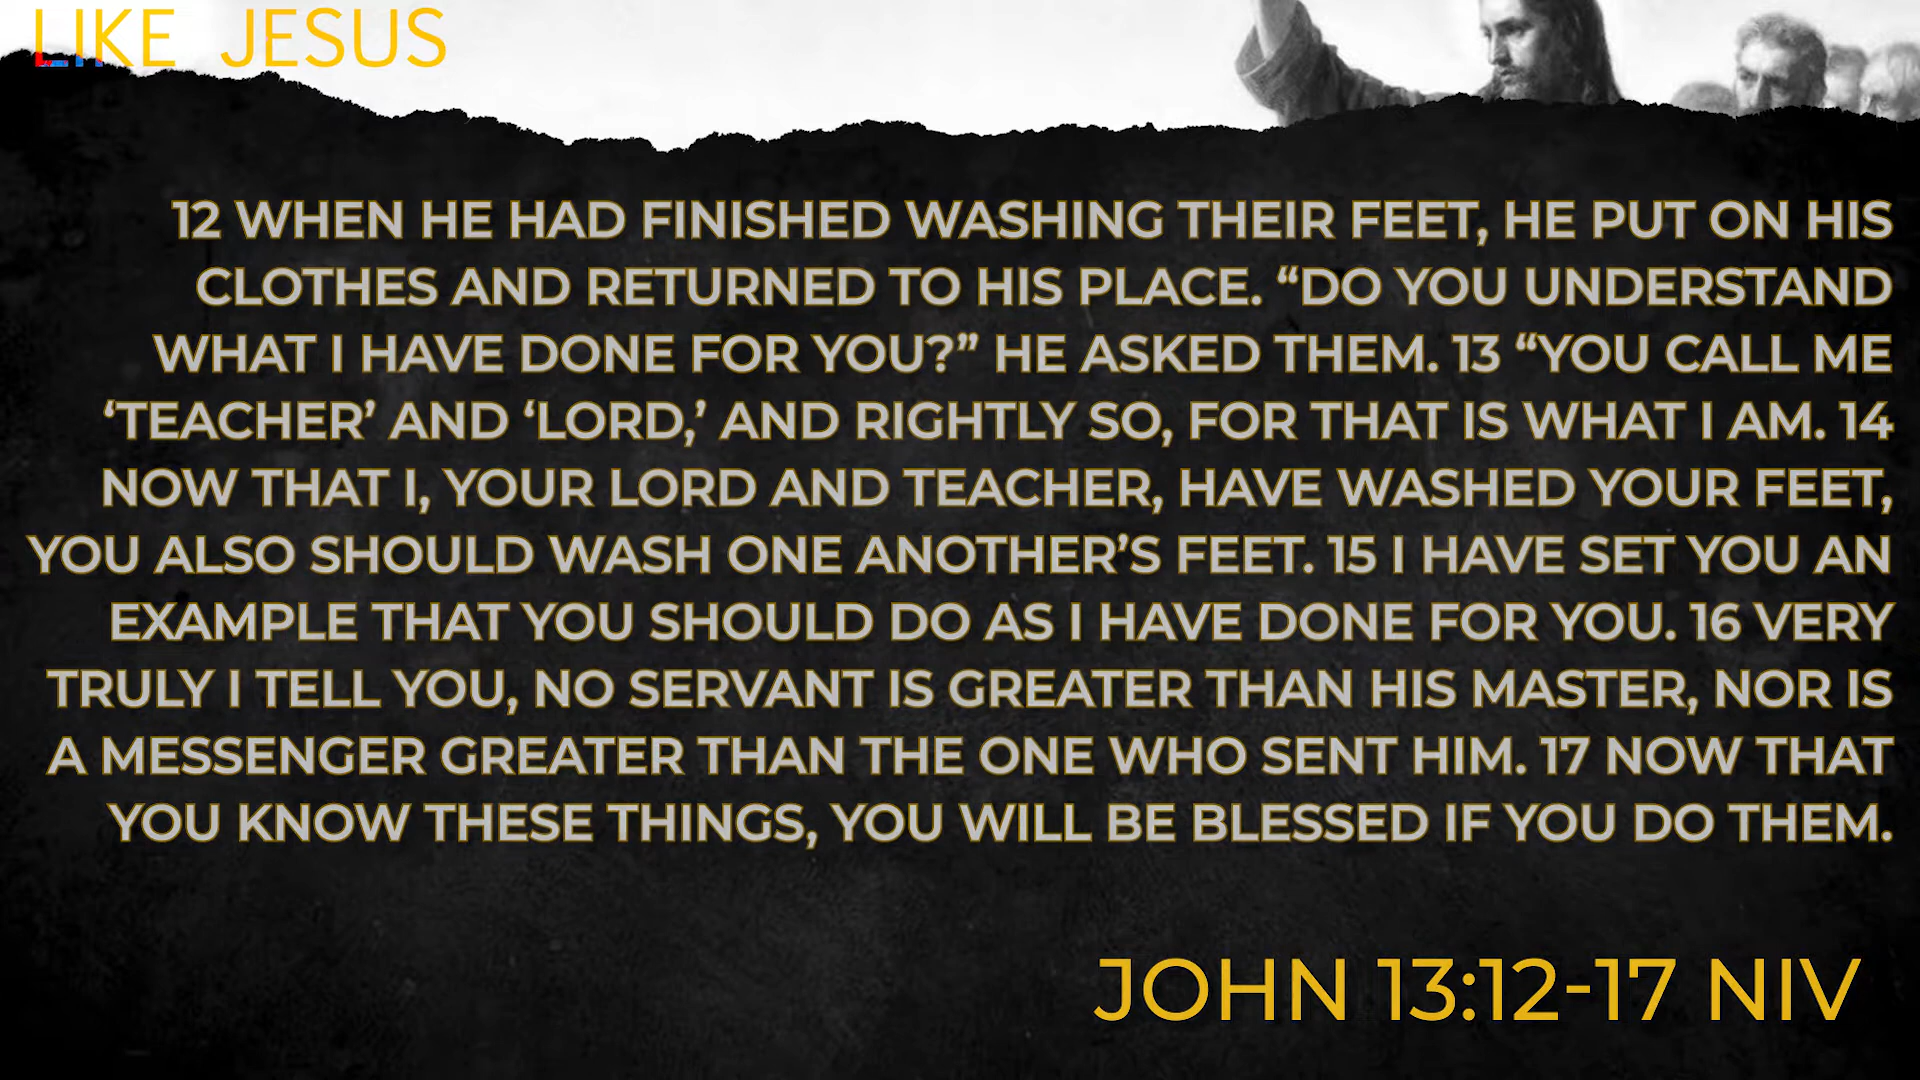 LIKE JESUS
12 WHEN HE HAD FINISHED WASHING THEIR FEET, HE PUT ON HIS
CLOTHES AND RETURNED TO HIS PLACE. “DO YOU UNDERSTAND
WHAT I HAVE DONE FOR YOU?” HE ASKED THEM. 13 “YOU CALL ME
‘TEACHER’ AND ‘LORD,’ AND RIGHTLY SO, FOR THAT IS WHAT I AM. 14
NOW THAT I, YOUR LORD AND TEACHER, HAVE WASHED YOUR FEET,
YOU ALSO SHOULD WASH ONE ANOTHER’S FEET. 15 I HAVE SET YOU AN
EXAMPLE THAT YOU SHOULD DO AS I HAVE DONE FOR YOU. 16 VERY
TRULY I TELL YOU, NO SERVANT IS GREATER THAN HIS MASTER, NOR IS
A MESSENGER GREATER THAN THE ONE WHO SENT HIM. 17 NOW THAT
YOU KNOW THESE THINGS, YOU WILL BE BLESSED IF YOU DO THEM.
JOHN 13:12-17 NIV